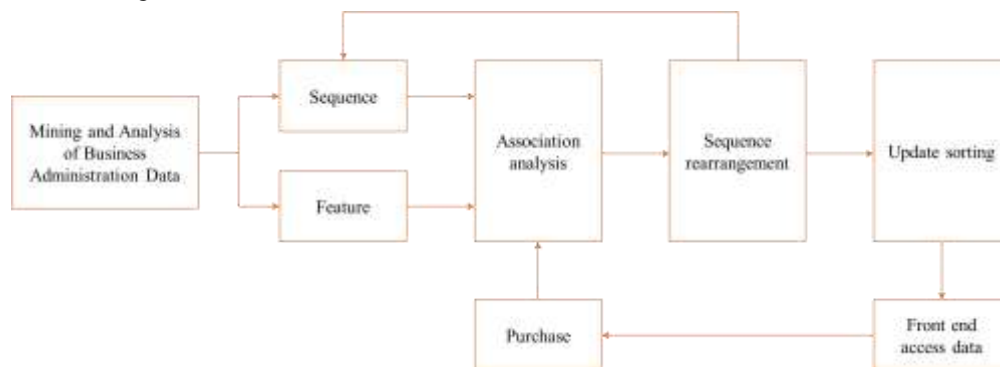 Mining and Analysis
of Business
Administration Data
Sequence
Feature
Association
analysis
Sequence
rearrangement
Update sorting
Purchase
Front end
access data